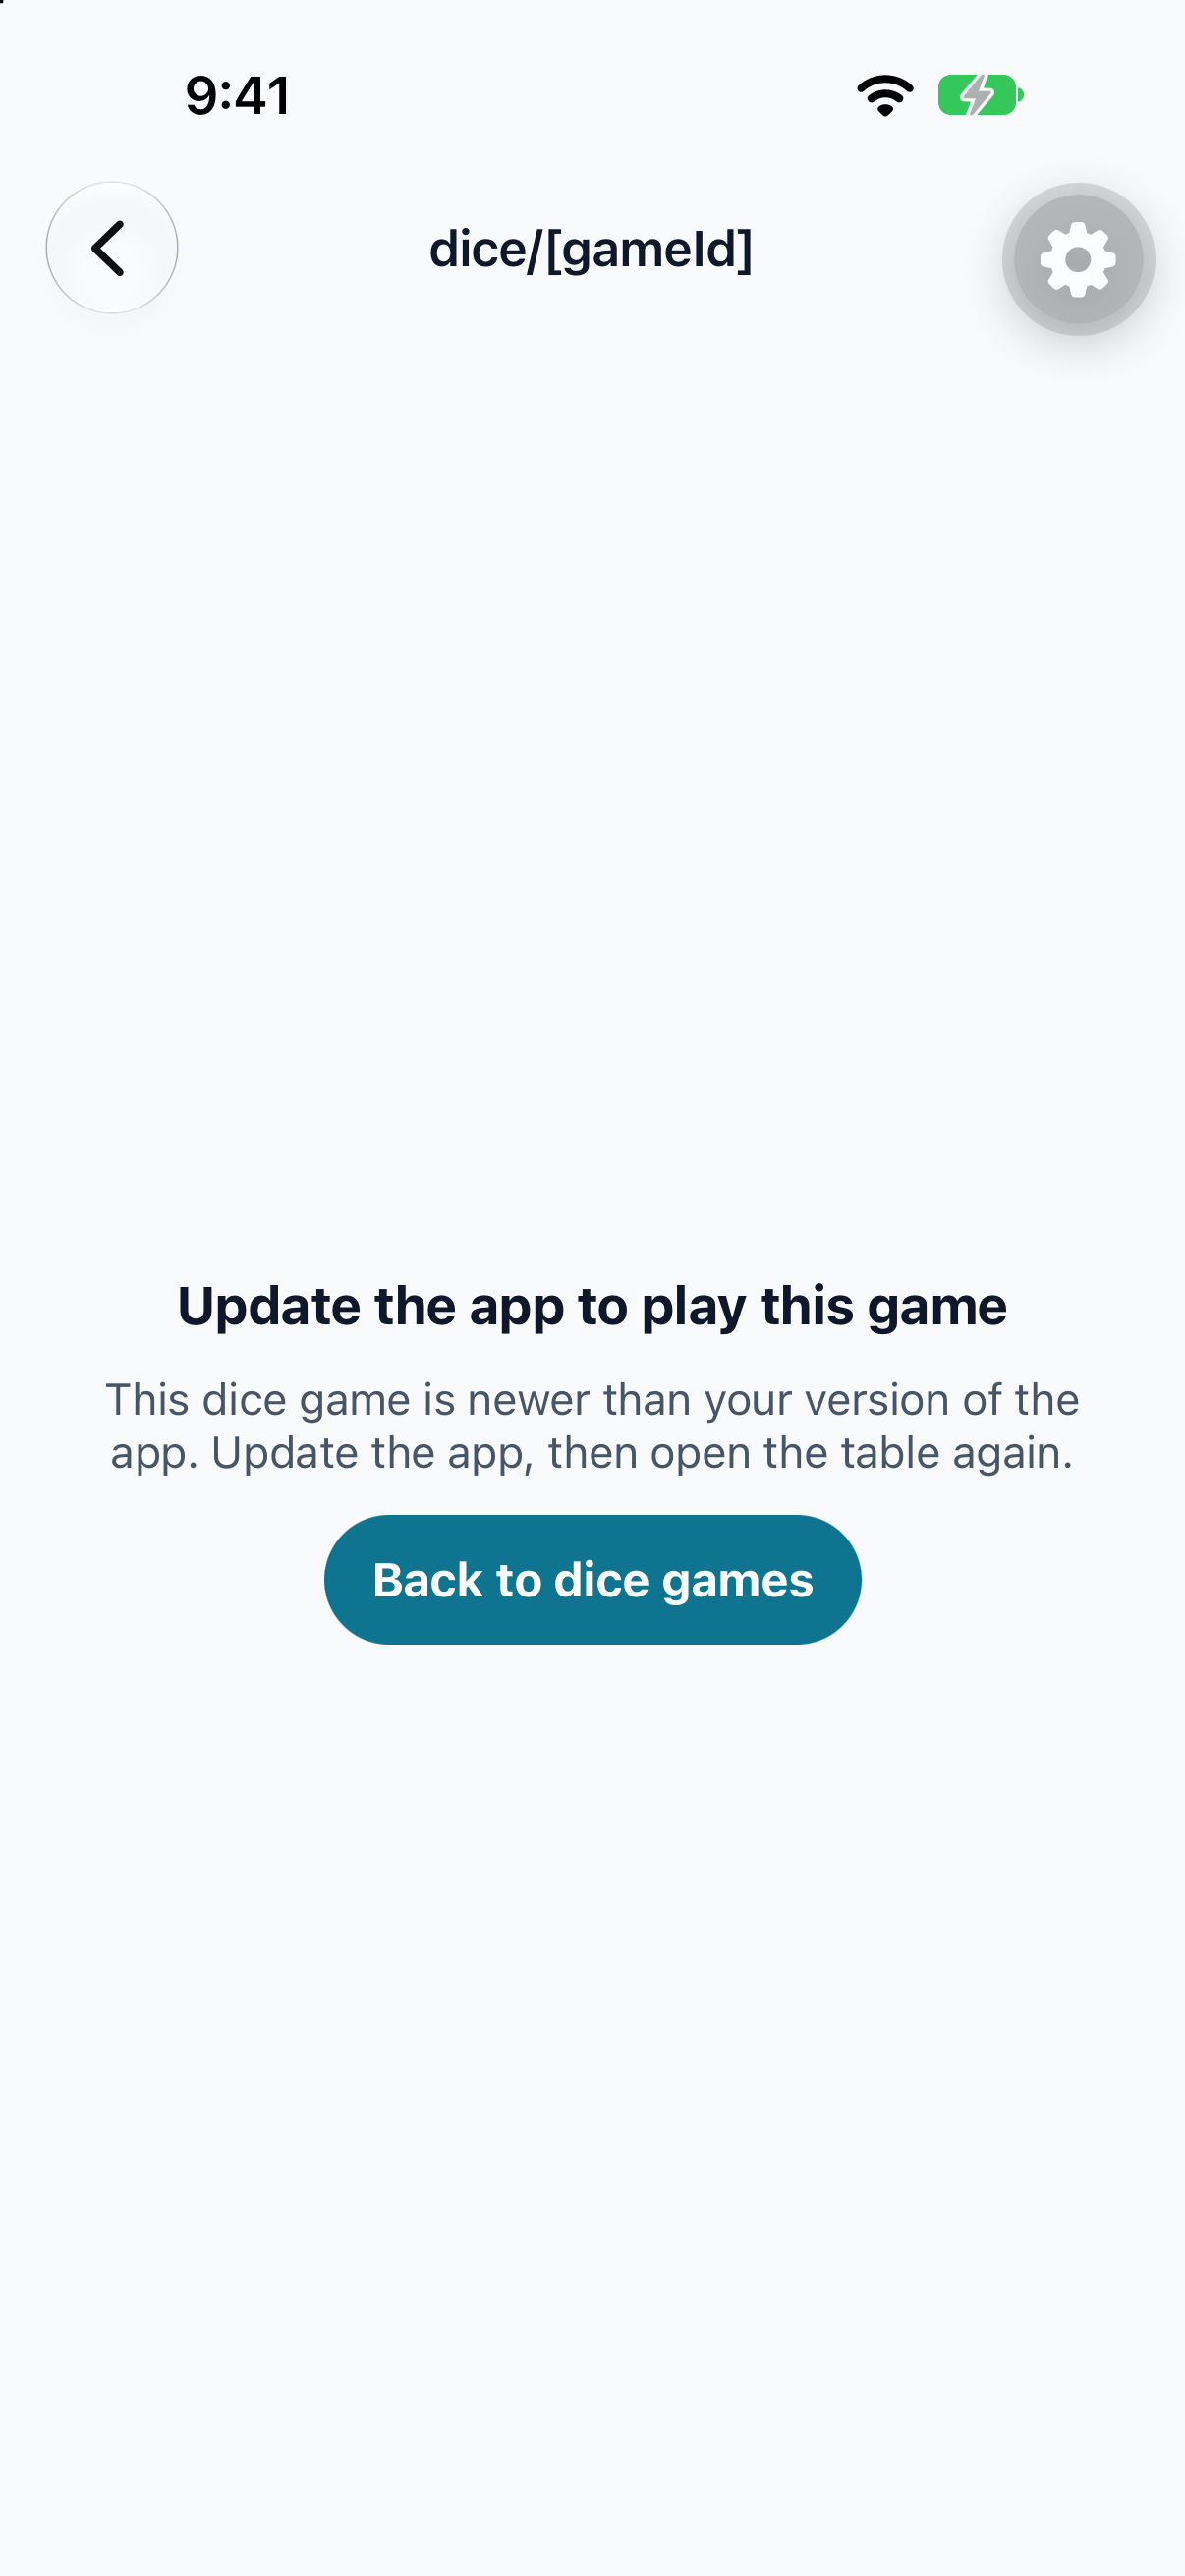 9:41
dice/[gameId]
Update the app to play this game
This dice game is newer than your version of the
app. Update the app, then open the table again.
Back to dice games